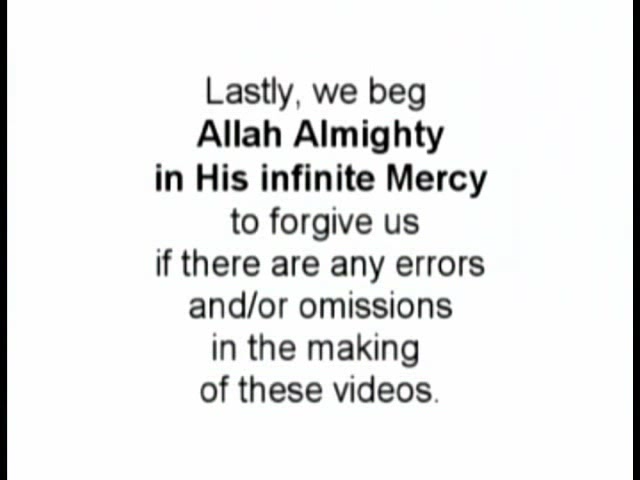 Lastly, we beg
Allah Almighty
in His infinite Mercy
to forgive us
if there are any errors
and/or omissions
in the making
of these videos.